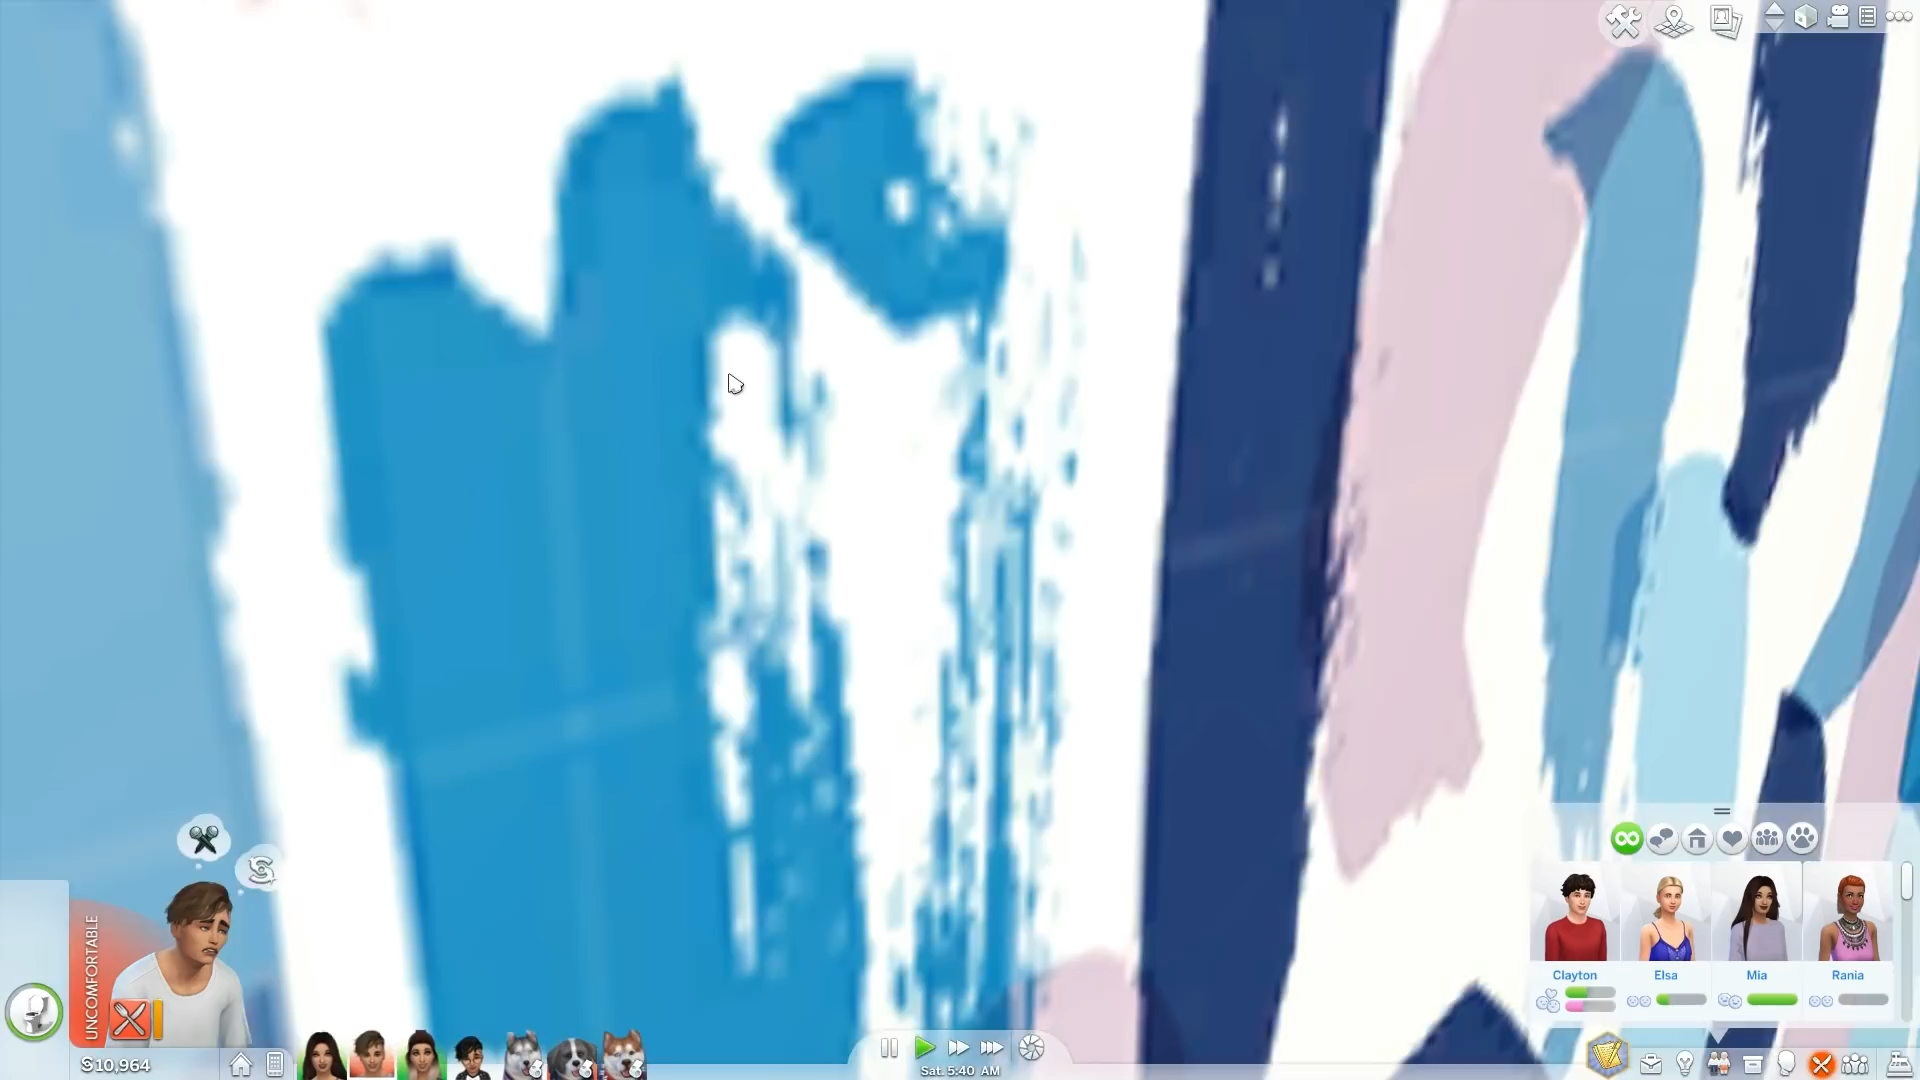 UNCOMFORTABLE
Clayton
Elsa
Mia
Rania
§10,964
Sat. 5:40 AM